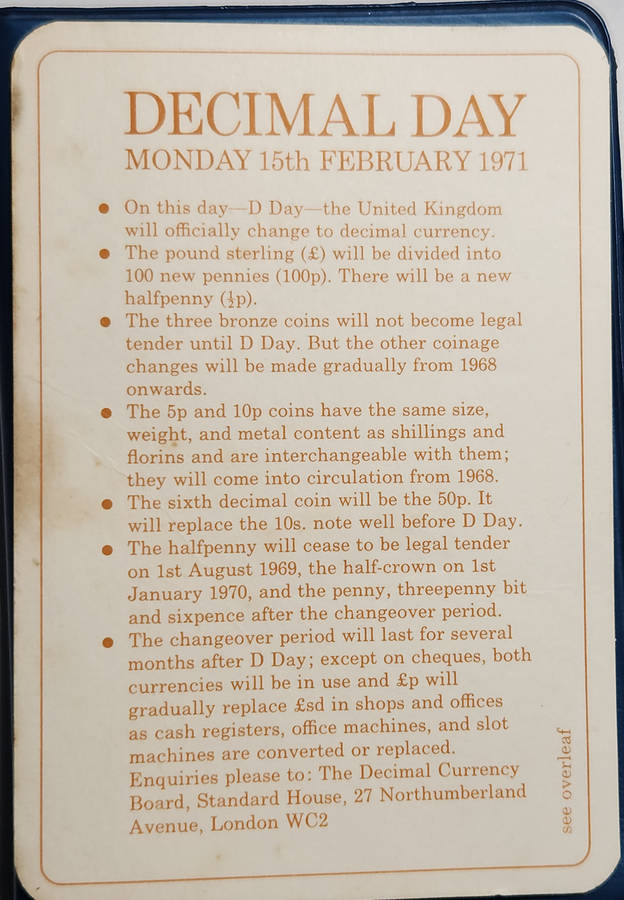 DECIMAL DAY
MONDAY 15th FEBRUARY 1971
● On this day—D Day—the United Kingdom
will officially change to decimal currency.
● The pound sterling (£) will be divided into
100 new pennies (100p). There will be a new
halfpenny (½p).
● The three bronze coins will not become legal
tender until D Day. But the other coinage
changes will be made gradually from 1968
onwards.
● The 5p and 10p coins have the same size,
weight, and metal content as shillings and
florins and are interchangeable with them;
they will come into circulation from 1968.
● The sixth decimal coin will be the 50p. It
will replace the 10s. note well before D Day.
● The halfpenny will cease to be legal tender
on 1st August 1969, the half-crown on 1st
January 1970, and the penny, threepenny bit
and sixpence after the changeover period.
● The changeover period will last for several
months after D Day; except on cheques, both
currencies will be in use and £p will
gradually replace £sd in shops and offices
as cash registers, office machines, and slot
machines are converted or replaced.
Enquiries please to: The Decimal Currency
Board, Standard House, 27 Northumberland
Avenue, London WC2
see overleaf